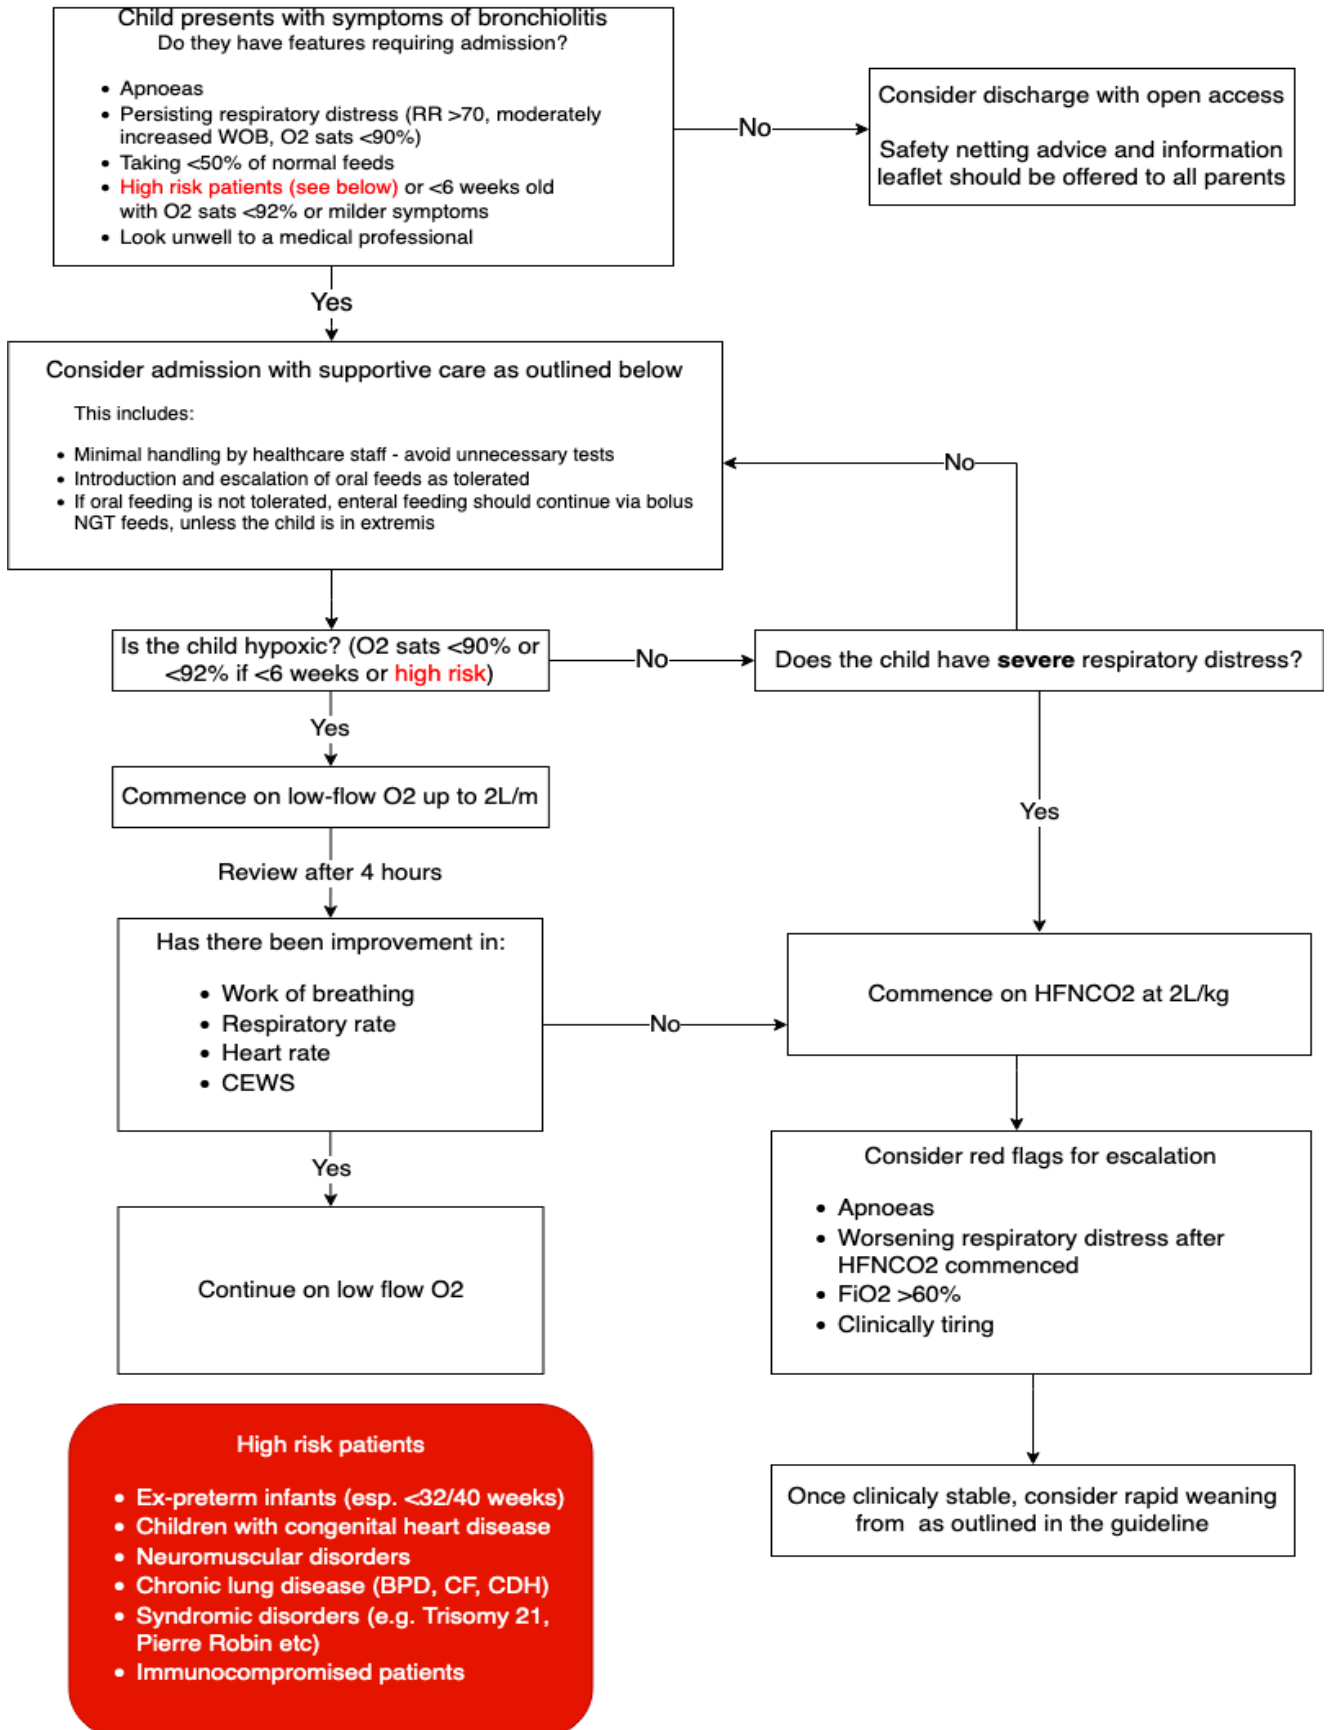 Child presents with symptoms of bronchiolitis
Do they have features requiring admission?
• Apnoeas
• Persisting respiratory distress (RR >70, moderately
increased WOB, O2 sats <90%)
• Taking <50% of normal feeds
• High risk patients (see below) or <6 weeks old
with O2 sats <92% or milder symptoms
• Look unwell to a medical professional
No
Consider discharge with open access
Safety netting advice and information
leaflet should be offered to all parents
Yes
Consider admission with supportive care as outlined below
This includes:
• Minimal handling by healthcare staff - avoid unnecessary tests
• Introduction and escalation of oral feeds as tolerated
• If oral feeding is not tolerated, enteral feeding should continue via bolus
NGT feeds, unless the child is in extremis
No
Is the child hypoxic? (O2 sats <90% or
<92% if <6 weeks or high risk)
No
Does the child have severe respiratory distress?
Yes
Commence on low-flow O2 up to 2L/m
Yes
Review after 4 hours
Has there been improvement in:
• Work of breathing
• Respiratory rate
• Heart rate
• CEWS
No
Commence on HFNCO2 at 2L/kg
Yes
Continue on low flow O2
Consider red flags for escalation
• Apnoeas
• Worsening respiratory distress after
HFNCO2 commenced
• FiO2 >60%
• Clinically tiring
Once clinicaly stable, consider rapid weaning
from as outlined in the guideline
High risk patients
• Ex-preterm infants (esp. <32/40 weeks)
• Children with congenital heart disease
• Neuromuscular disorders
• Chronic lung disease (BPD, CF, CDH)
• Syndromic disorders (e.g. Trisomy 21,
Pierre Robin etc)
• Immunocompromised patients